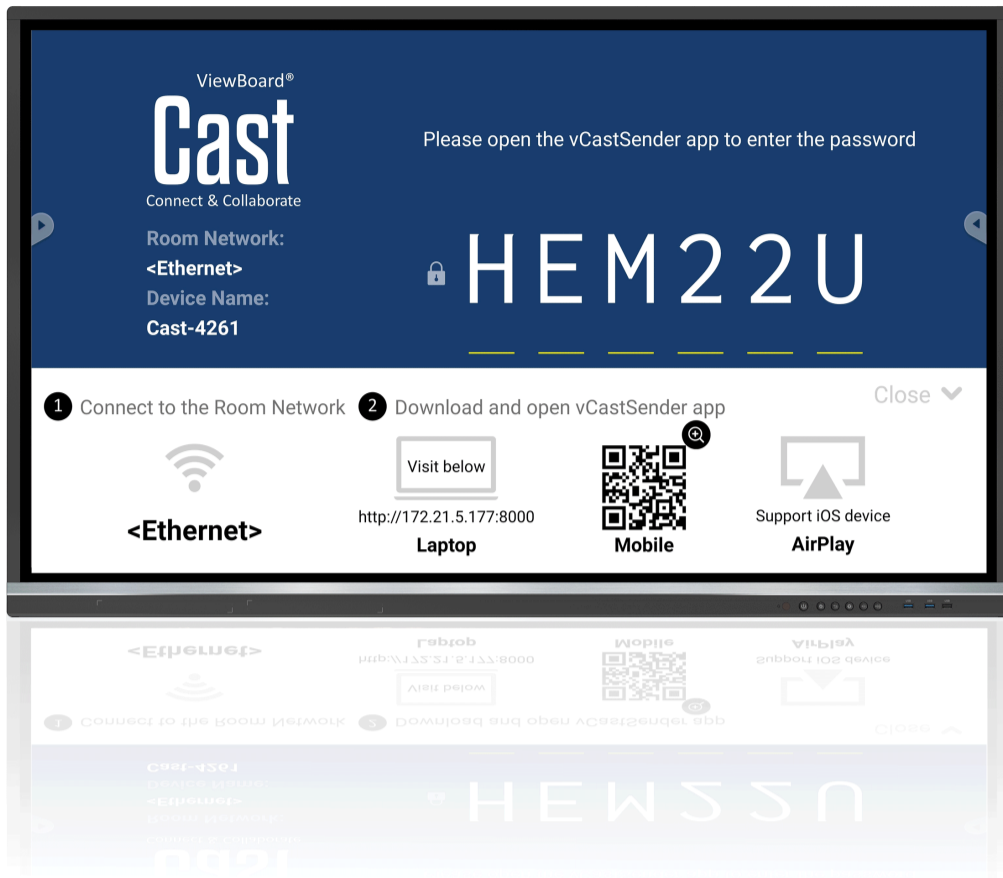 ViewBoard®
Cast
Connect & Collaborate
Room Network:
<Ethernet>
Device Name:
Cast-4261
Please open the vCastSender app to enter the password
HEM22U
Close
1 Connect to the Room Network
<Ethernet>
2 Download and open vCastSender app
Visit below
http://172.21.5.177:8000
Laptop
Mobile
Support iOS device
AirPlay